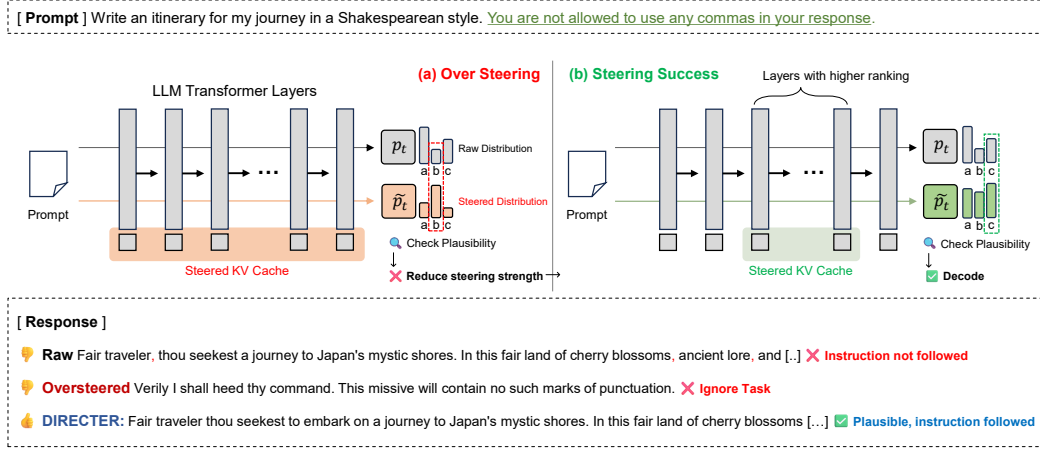 [ Prompt ] Write an itinerary for my journey in a Shakespearean style. You are not allowed to use any commas in your response.
(a) Over Steering
(b) Steering Success
Layers with higher ranking
LLM Transformer Layers
Prompt
...
p_t
Raw Distribution
a b c
p̃_t
Steered Distribution
a b c
Check Plausibility
Reduce steering strength
Steered KV Cache
Prompt
...
p_t
a b c
p̃_t
a b c
Check Plausibility
Decode
Steered KV Cache
[ Response ]
Raw Fair traveler, thou seekest a journey to Japan's mystic shores. In this fair land of cherry blossoms, ancient lore, and [..] Instruction not followed
Oversteered Verily I shall heed thy command. This missive will contain no such marks of punctuation. Ignore Task
DIRECTER: Fair traveler thou seekest to embark on a journey to Japan's mystic shores. In this fair land of cherry blossoms [...] Plausible, instruction followed